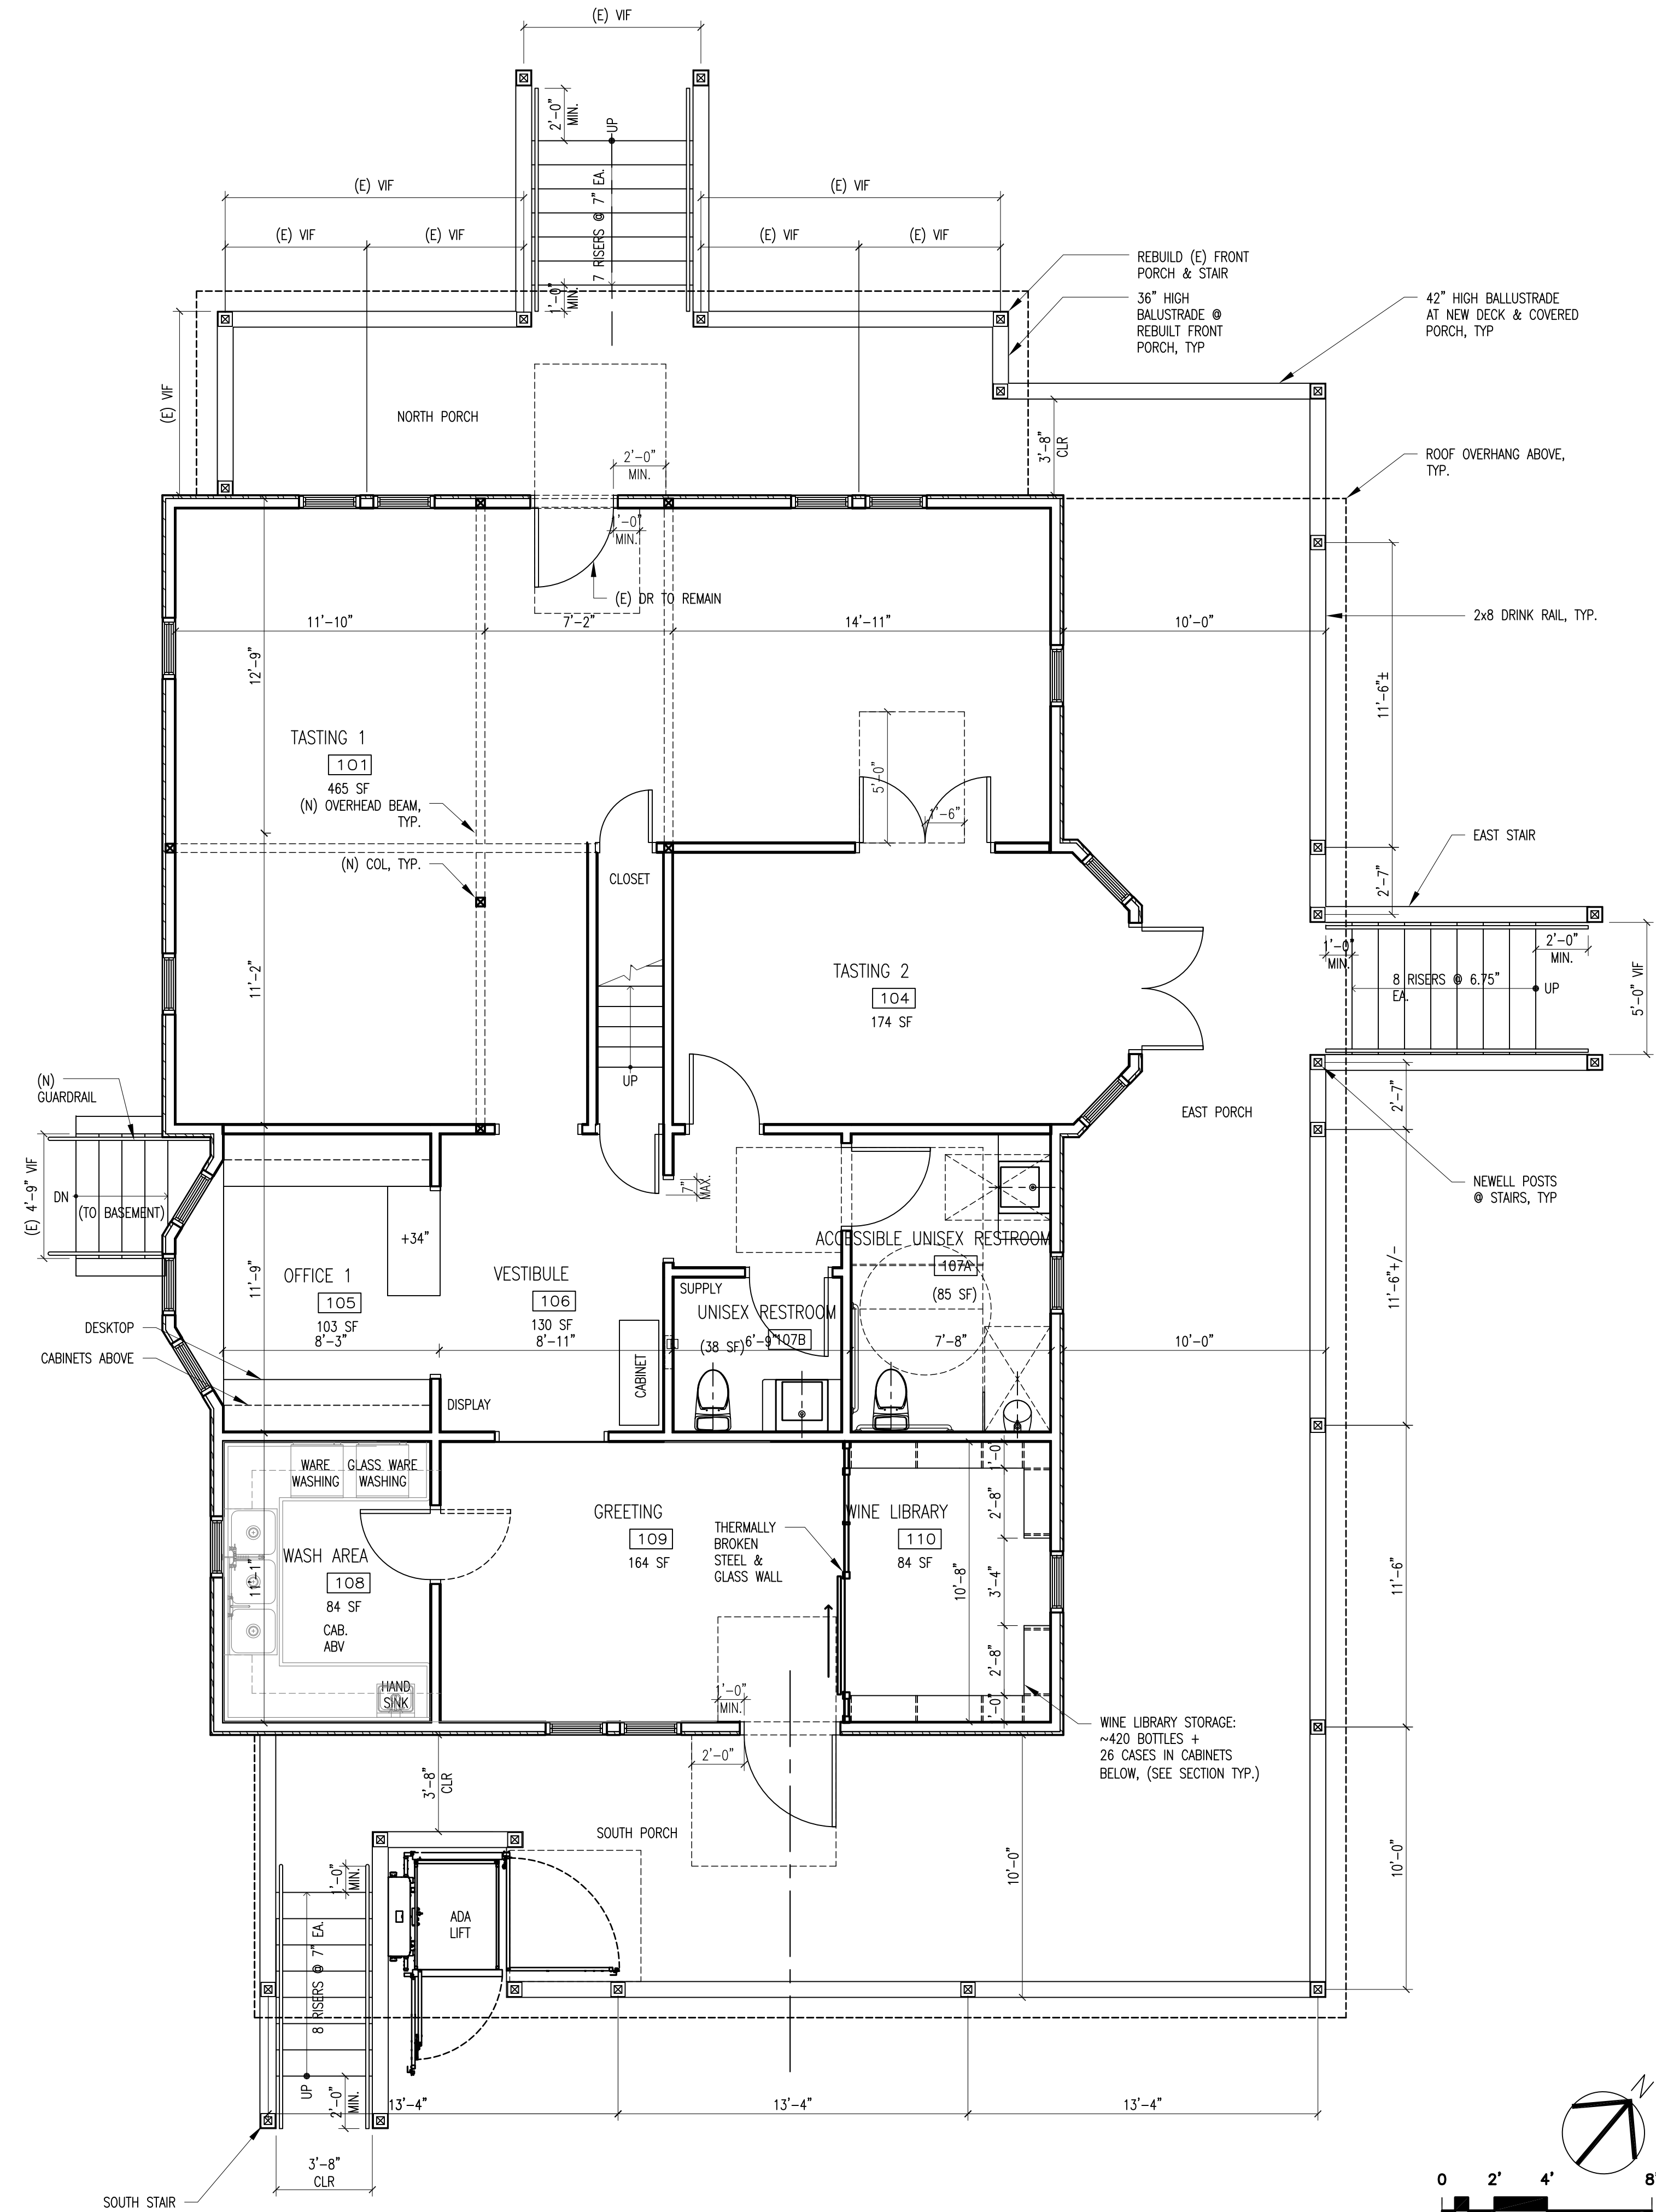 (E) VIF
2'-0"
MIN.
UP
7 RISERS @ 7" EA.
1'-0"
MIN.
(E) VIF
(E) VIF
(E) VIF
(E) VIF
(E) VIF
(E) VIF
REBUILD (E) FRONT
PORCH & STAIR
36" HIGH
BALUSTRADE @
REBUILT FRONT
PORCH, TYP
42" HIGH BALLUSTRADE
AT NEW DECK & COVERED
PORCH, TYP
(E) VIF
NORTH PORCH
2'-0"
MIN.
3'-8"
CLR
ROOF OVERHANG ABOVE,
TYP.
1'-0"
MIN.
(E) DR TO REMAIN
11'-10"
7'-2"
14'-11"
10'-0"
2x8 DRINK RAIL, TYP.
12'-9"
11'-6"±
TASTING 1
101
465 SF
(N) OVERHEAD BEAM,
TYP.
5'-0"
1'-6"
(N) COL, TYP.
CLOSET
EAST STAIR
2'-7"
11'-2"
TASTING 2
104
174 SF
1'-0"
MIN.
2'-0"
MIN.
8 RISERS @ 6.75"
EA.
UP
5'-0" VIF
UP
(N)
GUARDRAIL
EAST PORCH
2'-7"
(E) 4'-9" VIF
DN
(TO BASEMENT)
7"
MAX.
NEWELL POSTS
@ STAIRS, TYP
+34"
ACCESSIBLE UNISEX RESTROOM
107A
(85 SF)
OFFICE 1
105
103 SF
8'-3"
11'-9"
VESTIBULE
106
130 SF
8'-11"
SUPPLY
UNISEX RESTROOM
(38 SF)
6'-9"
107B
7'-8"
10'-0"
11'-6"+/-
DESKTOP
CABINETS ABOVE
CABINET
DISPLAY
WARE
WASHING
GLASS WARE
WASHING
1'-0"
2'-8"
GREETING
109
164 SF
THERMALLY
BROKEN
STEEL &
GLASS WALL
WINE LIBRARY
110
84 SF
10'-8"
3'-4"
11'-6"
WASH AREA
108
84 SF
11'-1"
CAB.
ABV
2'-8"
HAND
SINK
1'-0"
MIN.
1'-0"
WINE LIBRARY STORAGE:
~420 BOTTLES +
26 CASES IN CABINETS
BELOW, (SEE SECTION TYP.)
2'-0"
3'-8"
CLR
SOUTH PORCH
10'-0"
10'-0"
1'-0"
MIN.
ADA
LIFT
8 RISERS @ 7" EA.
UP
2'-0"
MIN.
13'-4"
13'-4"
13'-4"
3'-8"
CLR
SOUTH STAIR
N
0 2' 4' 8'